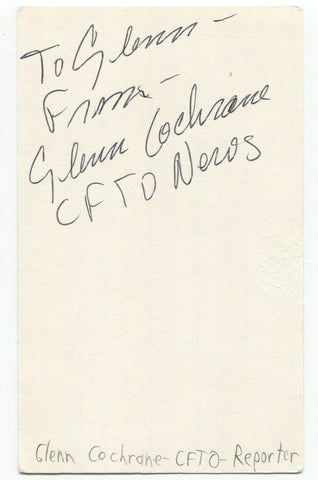 To Glenn -
From -
Glenn Cochrane
CFTO News
Glenn Cochrane - CFTO - Reporter